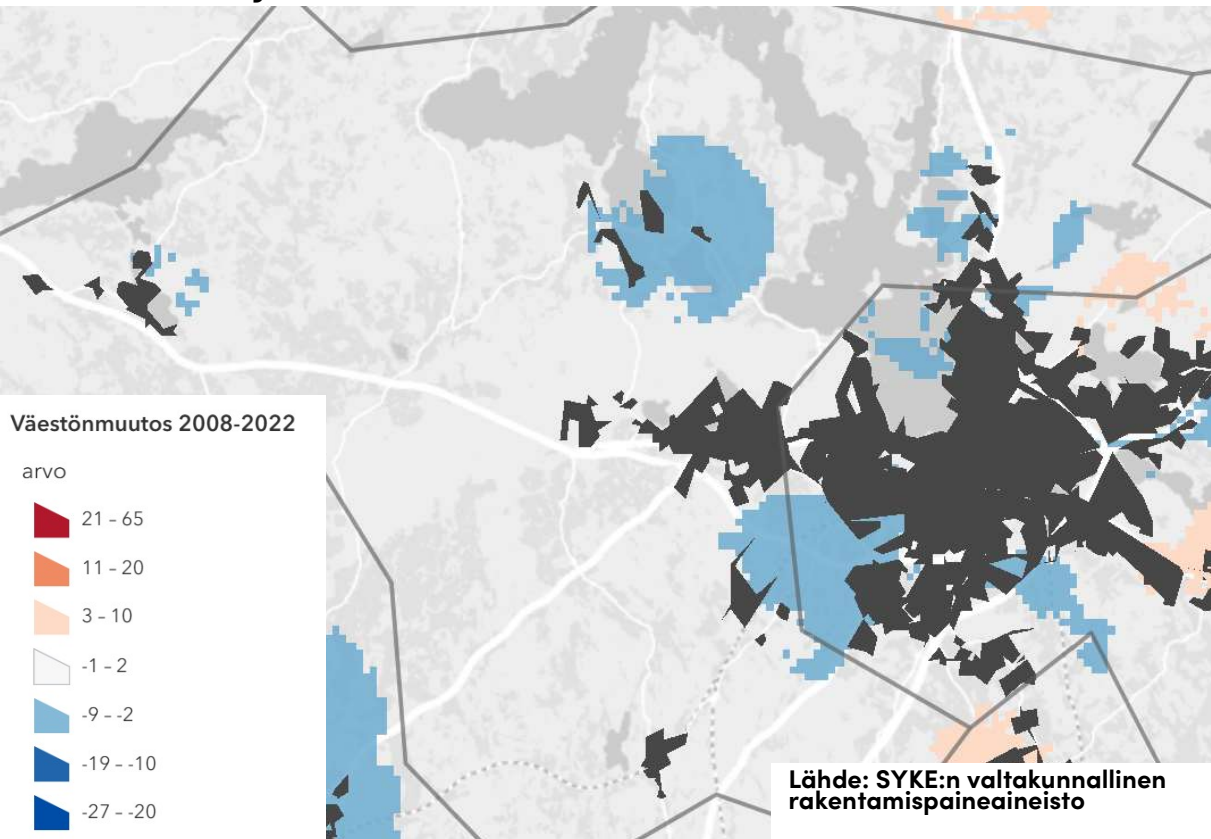 Väestönmuutos 2008-2022
arvo
21 - 65
11 - 20
3 - 10
-1 - 2
-9 - -2
-19 - -10
-27 - -20
Lähde: SYKE:n valtakunnallinen
rakentamispaineaineisto